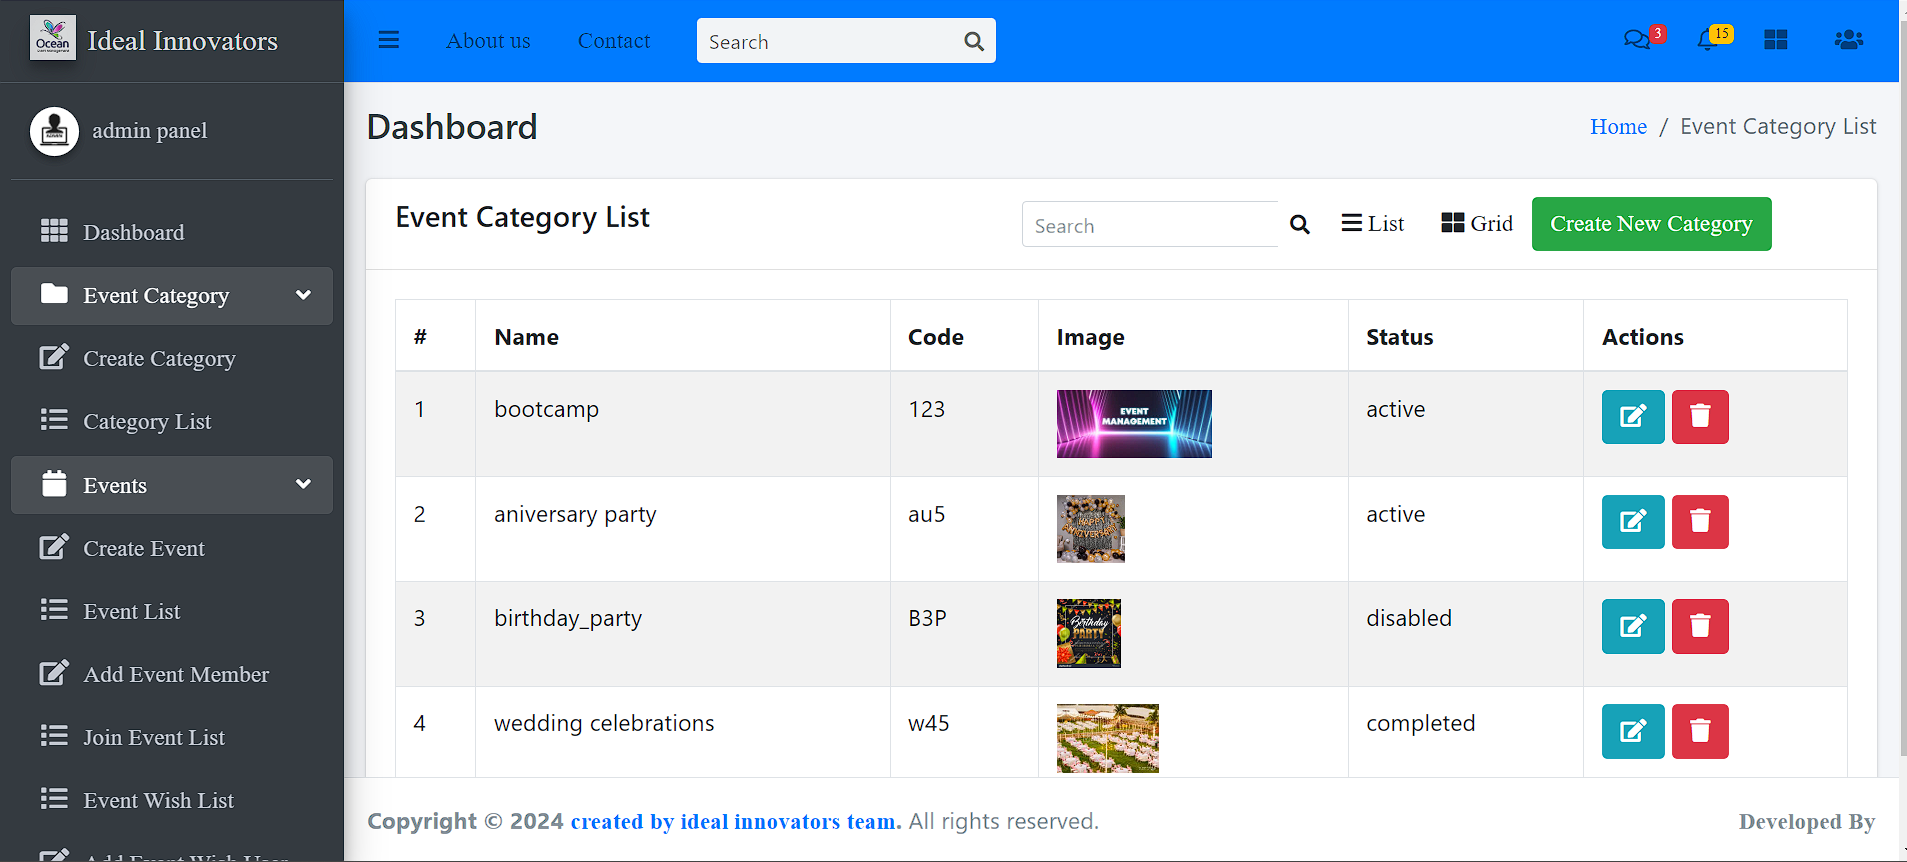 Ocean
Ideal Innovators
About us
Contact
Search
3
15
admin panel
Dashboard
Home / Event Category List
Dashboard
Event Category
Create Category
Category List
Events
Create Event
Event List
Add Event Member
Join Event List
Event Wish List
Add Event Wish User
Event Category List
Search
List
Grid
Create New Category
# Name Code Image Status Actions
1 bootcamp 123 active
EVENT
MANAGEMENT
2 aniversary party au5 active
HAPPY
ANNIVERSARY
3 birthday_party B3P disabled
Birthday
PARTY
4 wedding celebrations w45 completed
Copyright © 2024 created by ideal innovators team. All rights reserved.
Developed By